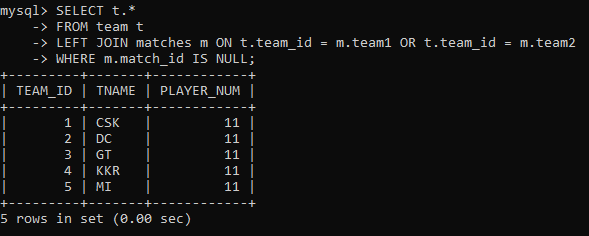 mysql> SELECT t.*
    -> FROM team t
    -> LEFT JOIN matches m ON t.team_id = m.team1 OR t.team_id = m.team2
    -> WHERE m.match_id IS NULL;
+---------+-------+------------+
| TEAM_ID | TNAME | PLAYER_NUM |
+---------+-------+------------+
|       1 | CSK   |         11 |
|       2 | DC    |         11 |
|       3 | GT    |         11 |
|       4 | KKR   |         11 |
|       5 | MI    |         11 |
+---------+-------+------------+
5 rows in set (0.00 sec)